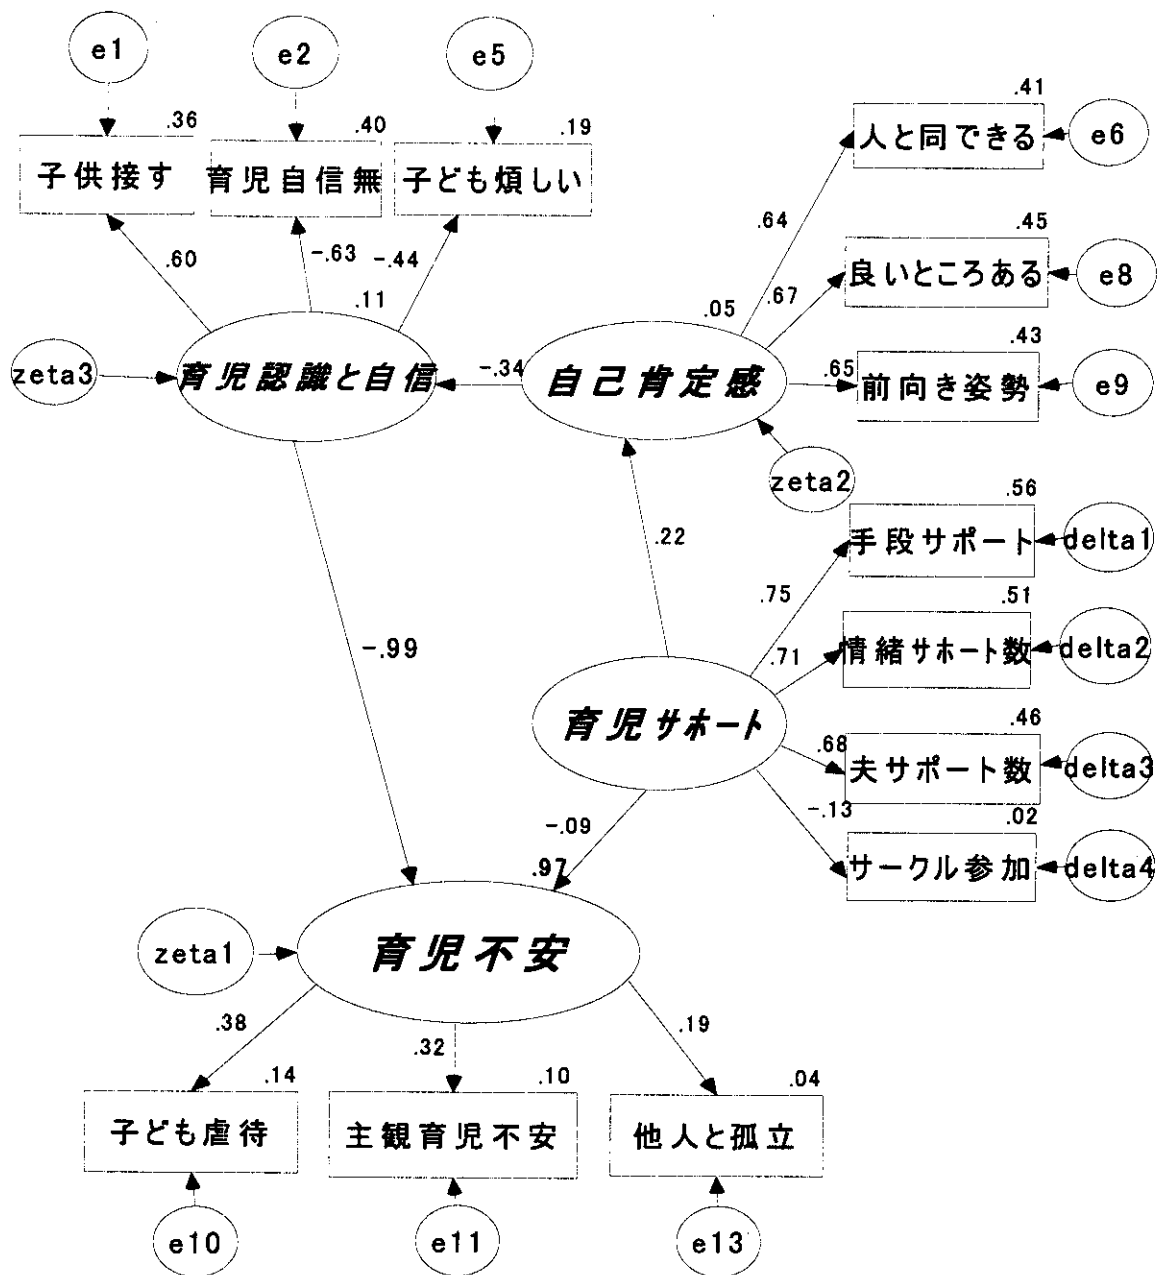 e1
e2
e5
.36
.40
.19
.41
子供接す
育児自信無
子ども煩しい
人と同できる
e6
.60
-.63
-.44
.64
.45
良いところある
e8
.11
.05
.67
.43
zeta3
育児認識と自信
-.34
自己肯定感
.65
前向き姿勢
e9
zeta2
.56
.22
手段サポート
delta1
.75
.51
-.99
.71
情緒サホート数
delta2
育児サホート
.46
.68
夫サポート数
delta3
-.13
.02
-.09
サークル参加
delta4
.97
zeta1
育児不安
.38
.32
.19
.14
.10
.04
子ども虐待
主観育児不安
他人と孤立
e10
e11
e13